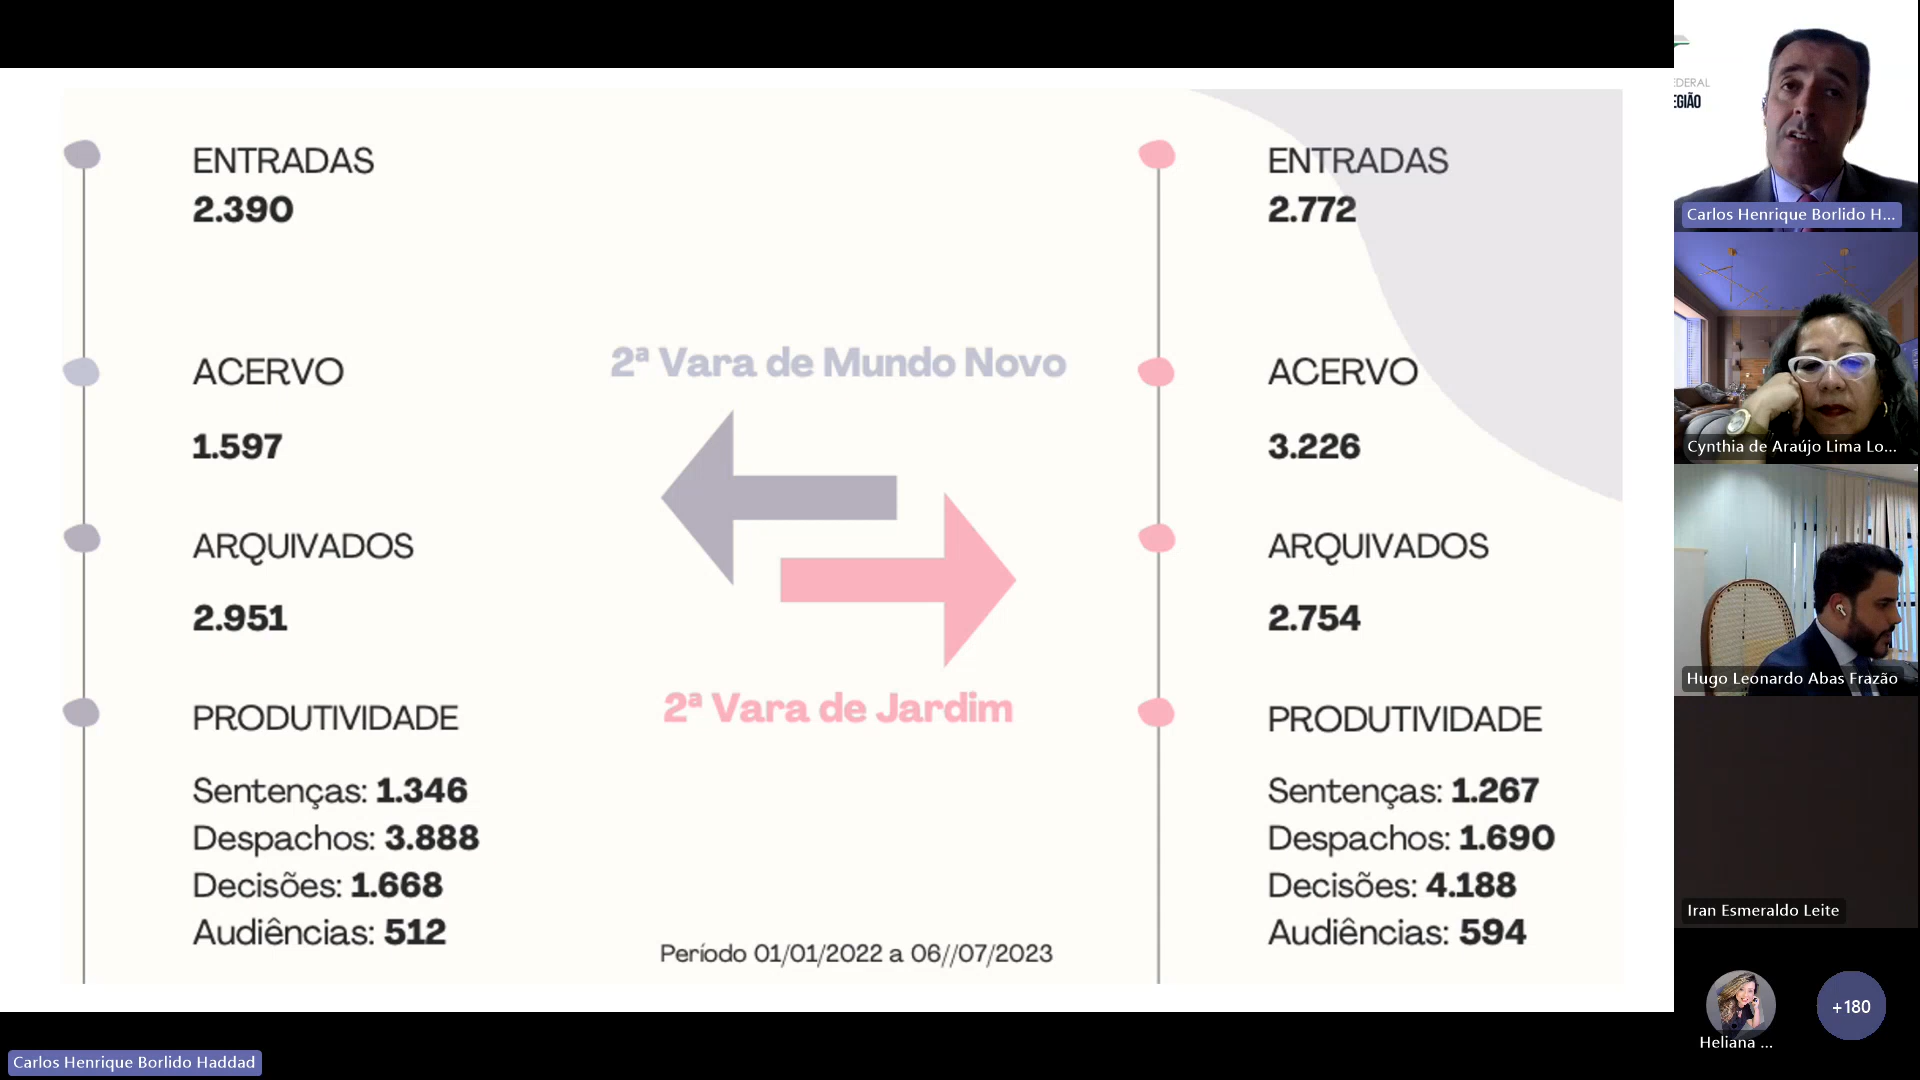 ENTRADAS
2.390
ACERVO
1.597
ARQUIVADOS
2.951
PRODUTIVIDADE
Sentenças: 1.346
Despachos: 3.888
Decisões: 1.668
Audiências: 512
2ª Vara de Mundo Novo
2ª Vara de Jardim
Período 01/01/2022 a 06//07/2023
ENTRADAS
2.772
ACERVO
3.226
ARQUIVADOS
2.754
PRODUTIVIDADE
Sentenças: 1.267
Despachos: 1.690
Decisões: 4.188
Audiências: 594
EDERAL
EGIÃO
Carlos Henrique Borlido H...
Cynthia de Araújo Lima Lo...
Hugo Leonardo Abas Frazão
Iran Esmeraldo Leite
+180
Heliana ...
Carlos Henrique Borlido Haddad